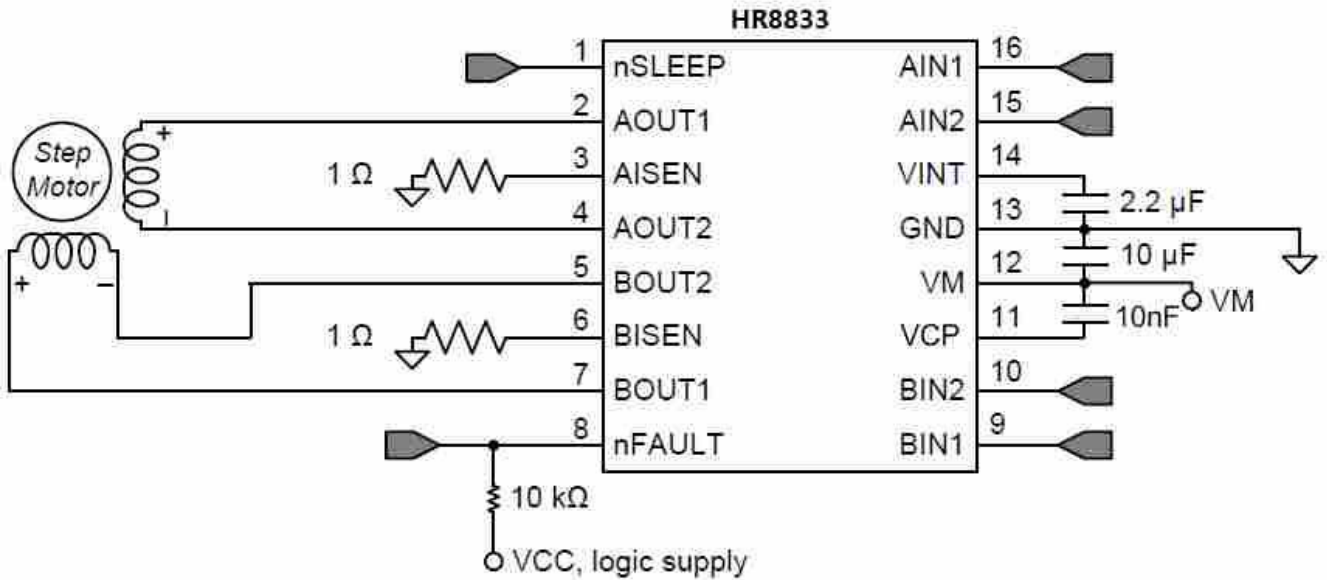 HR8833
1 nSLEEP AIN1 16
2 AOUT1 AIN2 15
Step
Motor
+
1 Ω 3 AISEN VINT 14
2.2 µF
–
4 AOUT2 GND 13
10 µF
+ –
5 BOUT2 VM 12
VM
10nF
1 Ω 6 BISEN VCP 11
7 BOUT1 BIN2 10
8 nFAULT BIN1 9
10 kΩ
VCC, logic supply